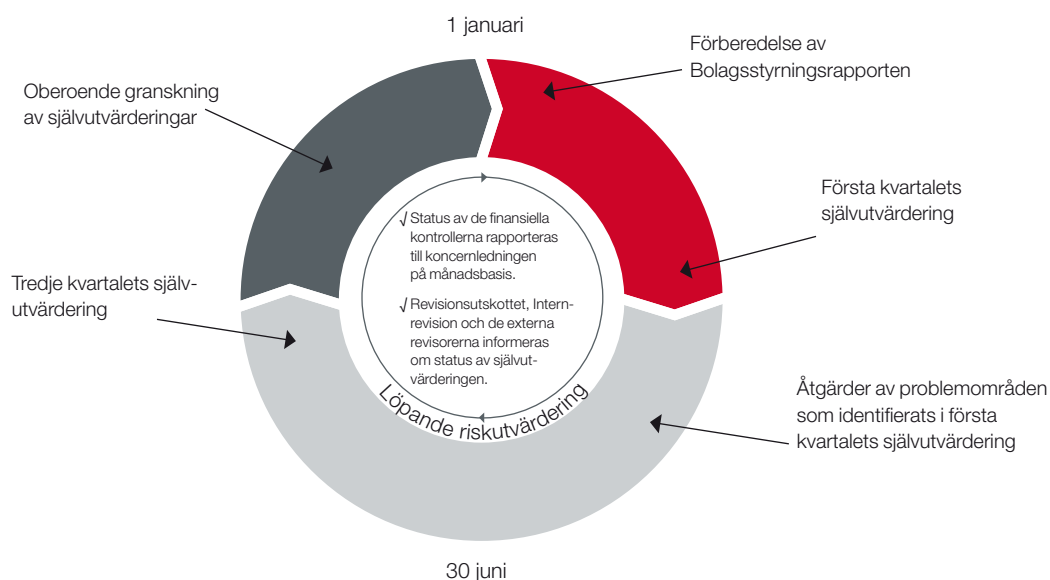 1 januari
Förberedelse av
Bolagsstyrningsrapporten
Oberoende granskning
av självutvärderingar
Första kvartalets
självutvärdering
√ Status av de finansiella
kontrollerna rapporteras
till koncernledningen
på månadsbasis.
√ Revisionsutskottet, Intern-
revision och de externa
revisorerna informeras
om status av självut-
värderingen.
Tredje kvartalets själv-
utvärdering
Löpande riskutvärdering
Åtgärder av problemområden
som identifierats i första
kvartalets självutvärdering
30 juni